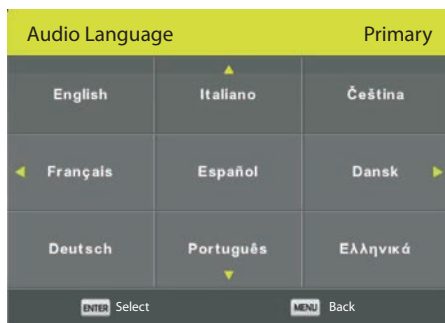 Audio Language Primary
English Italiano Čeština
Français Español Dansk
Deutsch Português Ελληνικά
ENTER Select MENU Back